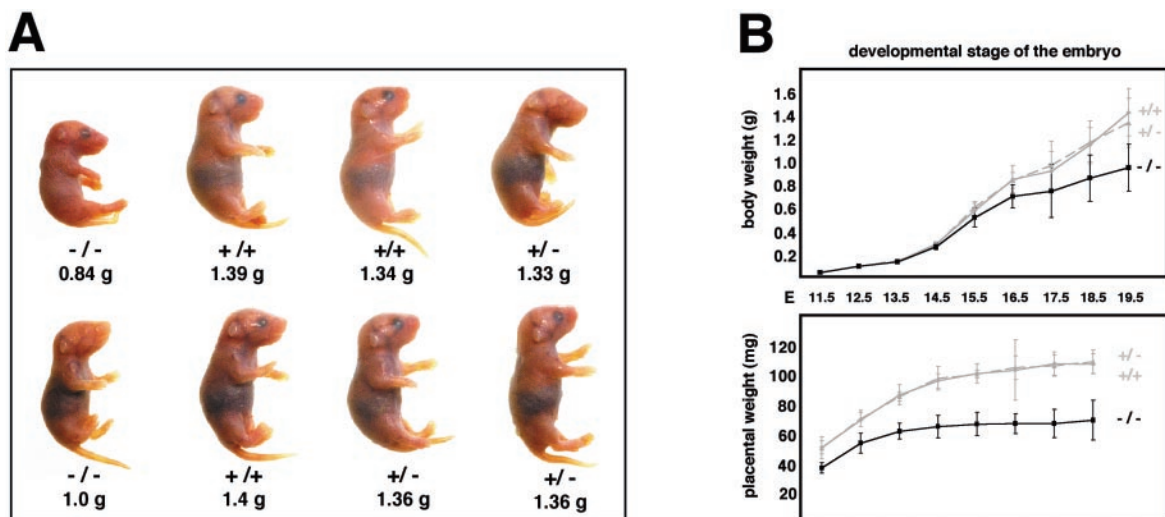 A
- / -
0.84 g
+ /+
1.39 g
+/+
1.34 g
+/ -
1.33 g
- / -
1.0 g
+ /+
1.4 g
+/ -
1.36 g
+/ -
1.36 g
B
developmental stage of the embryo
body weight (g)
1.6
1.4
1.2
1.0
0.8
0.6
0.4
0.2
+/+
+/ -
- / -
E 11.5 12.5 13.5 14.5 15.5 16.5 17.5 18.5 19.5
placental weight (mg)
120
100
80
60
40
20
+/ -
+/+
- / -